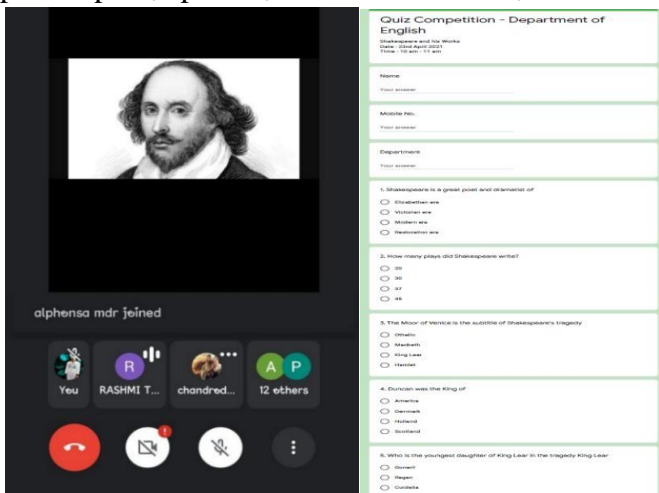 alphensa mdr joined
You
R
RASHMI T...
chandred...
A P
12 others
Quiz Competition - Department of
English
Shakespeare and his Works
Date - 23rd April 2021
Time - 10 am - 11 am
Name
Your answer
Mobile No.
Your answer
Department
Your answer
1. Shakespeare is a great poet and dramatist of
Elizabethan era
Victorian era
Modern era
Restoration era
2. How many plays did Shakespeare write?
20
30
37
3. The Moor of Venice is the subtitle of Shakespeare's tragedy
Othello
Macbeth
King Lear
Hamlet
4. Duncan was the King of
America
Denmark
Holland
Scotland
5. Who is the youngest daughter of King Lear in the tragedy King Lear
Goneril
Regan
Cordelia